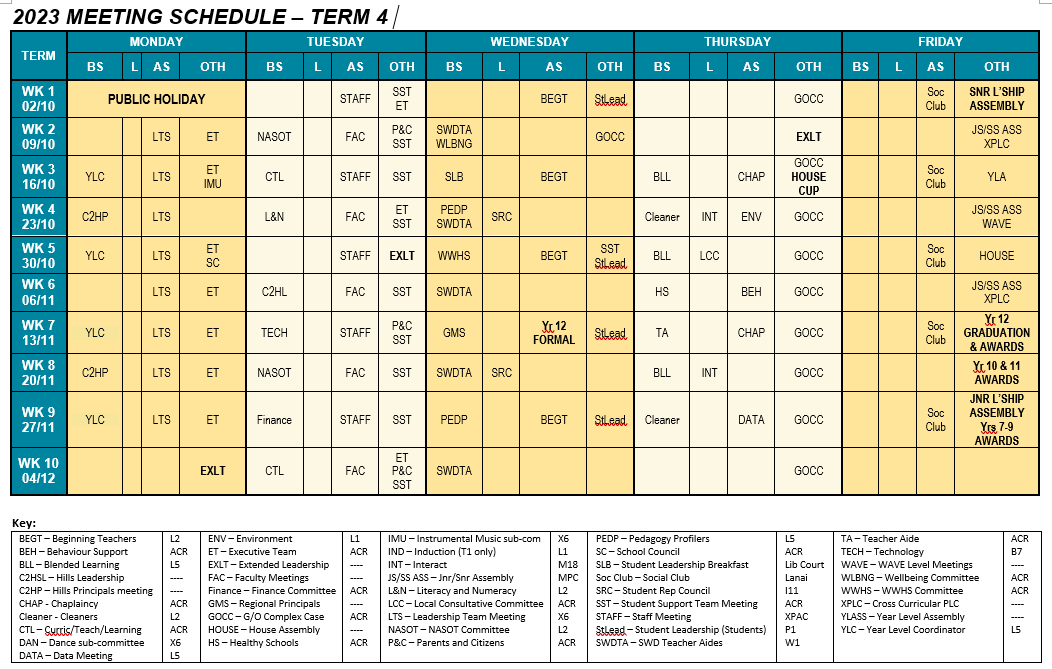 2023 MEETING SCHEDULE – TERM 4
TERM MONDAY TUESDAY WEDNESDAY THURSDAY FRIDAY
BS L AS OTH BS L AS OTH BS L AS OTH BS L AS OTH BS L AS OTH
WK 1
02/10
PUBLIC HOLIDAY
STAFF
SST
ET
BEGT
StLead
GOCC
Soc
Club
SNR L'SHIP
ASSEMBLY
WK 2
09/10
LTS
ET
NASOT
FAC
P&C
SST
SWDTA
WLBNG
GOCC
EXLT
JS/SS ASS
XPLC
WK 3
16/10
YLC
LTS
ET
IMU
CTL
STAFF
SST
SLB
BEGT
BLL
CHAP
GOCC
HOUSE
CUP
Soc
Club
YLA
WK 4
23/10
C2HP
LTS
L&N
FAC
ET
SST
PEDP
SWDTA
SRC
Cleaner
INT
ENV
GOCC
JS/SS ASS
WAVE
WK 5
30/10
YLC
LTS
ET
SC
STAFF
EXLT
WWHS
BEGT
SST
StLead
BLL
LCC
GOCC
Soc
Club
HOUSE
WK 6
06/11
LTS
ET
C2HL
FAC
SST
SWDTA
HS
BEH
GOCC
JS/SS ASS
XPLC
WK 7
13/11
YLC
LTS
ET
TECH
STAFF
P&C
SST
GMS
Yr 12
FORMAL
StLead
TA
CHAP
GOCC
Soc
Club
Yr 12
GRADUATION
& AWARDS
WK 8
20/11
C2HP
LTS
ET
NASOT
FAC
SST
SWDTA
SRC
BLL
INT
GOCC
Yr 10 & 11
AWARDS
WK 9
27/11
YLC
LTS
ET
Finance
STAFF
SST
PEDP
BEGT
StLead
Cleaner
DATA
GOCC
Soc
Club
JNR L'SHIP
ASSEMBLY
Yrs 7-9
AWARDS
WK 10
04/12
EXLT
CTL
FAC
ET
P&C
SST
SWDTA
GOCC
Key:
BEGT – Beginning Teachers L2
BEH – Behaviour Support ACR
BLL – Blended Learning L5
C2HSL – Hills Leadership ----
C2HP – Hills Principals meeting ----
CHAP - Chaplaincy ACR
Cleaner - Cleaners L2
CTL – Curric/Teach/Learning ACR
DAN – Dance sub-committee X6
DATA – Data Meeting L5
ENV – Environment L1
ET – Executive Team ACR
EXLT – Extended Leadership ----
FAC – Faculty Meetings ----
Finance – Finance Committee ACR
GMS – Regional Principals ----
GOCC – G/O Complex Case ACR
HOUSE – House Assembly ----
HS – Healthy Schools ACR
IMU – Instrumental Music sub-com X6
IND – Induction (T1 only) L1
INT – Interact M18
JS/SS ASS – Jnr/Snr Assembly MPC
L&N – Literacy and Numeracy L2
LCC – Local Consultative Committee ACR
LTS – Leadership Team Meeting X6
NASOT – NASOT Committee L2
P&C – Parents and Citizens ACR
PEDP – Pedagogy Profilers L5
SC – School Council ACR
SLB – Student Leadership Breakfast Lib Court
Soc Club – Social Club Lanai
SRC – Student Rep Council I11
SST – Student Support Team Meeting ACR
STAFF – Staff Meeting XPAC
StLead – Student Leadership (Students) P1
SWDTA – SWD Teacher Aides W1
TA – Teacher Aide ACR
TECH – Technology B7
WAVE – WAVE Level Meetings ----
WLBNG – Wellbeing Committee ACR
WWHS – WWHS Committee ACR
XPLC – Cross Curricular PLC ----
YLASS – Year Level Assembly ----
YLC – Year Level Coordinator L5